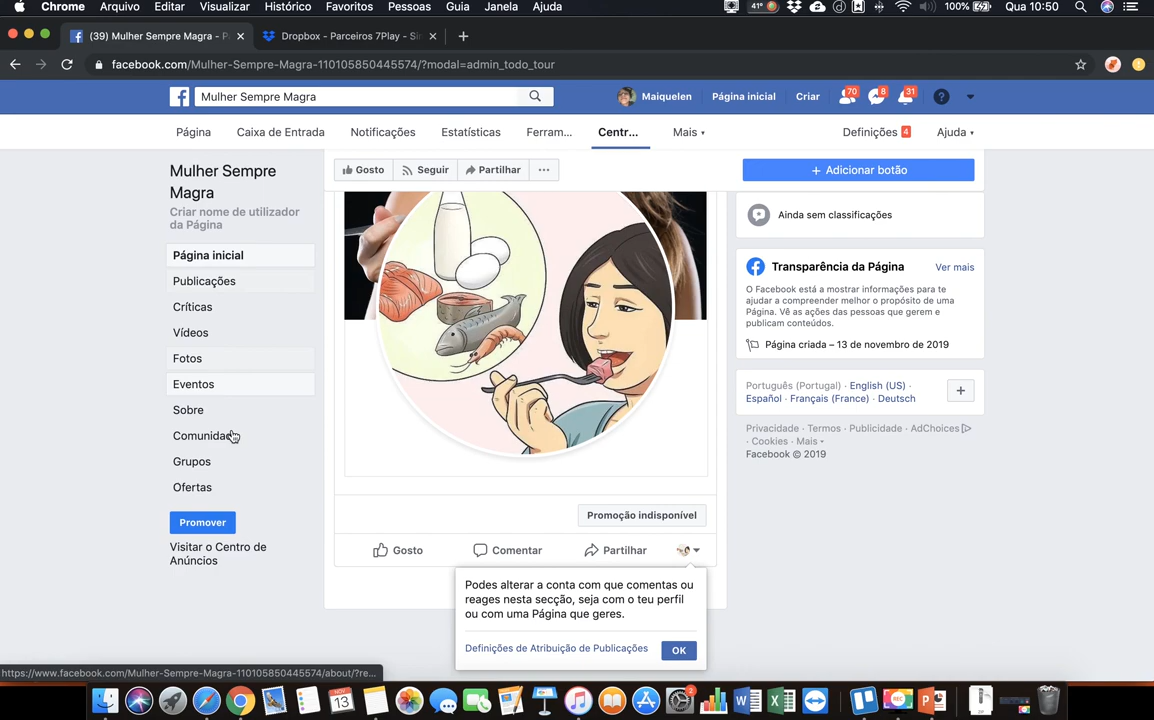 Chrome Arquivo Editar Visualizar Histórico Favoritos Pessoas Guia Janela Ajuda 41° 100% Qua 10:50
(39) Mulher Sempre Magra - P Dropbox - Parceiros 7Play - Si
facebook.com/Mulher-Sempre-Magra-110105850445574/?modal=admin_todo_tour
Mulher Sempre Magra Maiquelen Página inicial Criar 70 8 31
Página Caixa de Entrada Notificações Estatísticas Ferram... Centr... Mais Definições 4 Ajuda
Mulher Sempre
Magra
Criar nome de utilizador
da Página
Gosto Seguir Partilhar ... + Adicionar botão
Página inicial
Publicações
Críticas
Vídeos
Fotos
Eventos
Sobre
Comunidad
Grupos
Ofertas
Promover
Visitar o Centro de
Anúncios
Ainda sem classificações
Transparência da Página Ver mais
O Facebook está a mostrar informações para te
ajudar a compreender melhor o propósito de uma
Página. Vê as ações das pessoas que gerem e
publicam conteúdos.
Página criada – 13 de novembro de 2019
Português (Portugal) · English (US) ·
Español · Français (France) · Deutsch
Privacidade · Termos · Publicidade · AdChoices
· Cookies · Mais
Facebook © 2019
Promoção indisponível
Gosto Comentar Partilhar
Podes alterar a conta com que comentas ou
reages nesta secção, seja com o teu perfil
ou com uma Página que geres.
Definições de Atribuição de Publicações OK
https://www.facebook.com/Mulher-Sempre-Magra-110105850445574/about/?re...
NOV
13
2